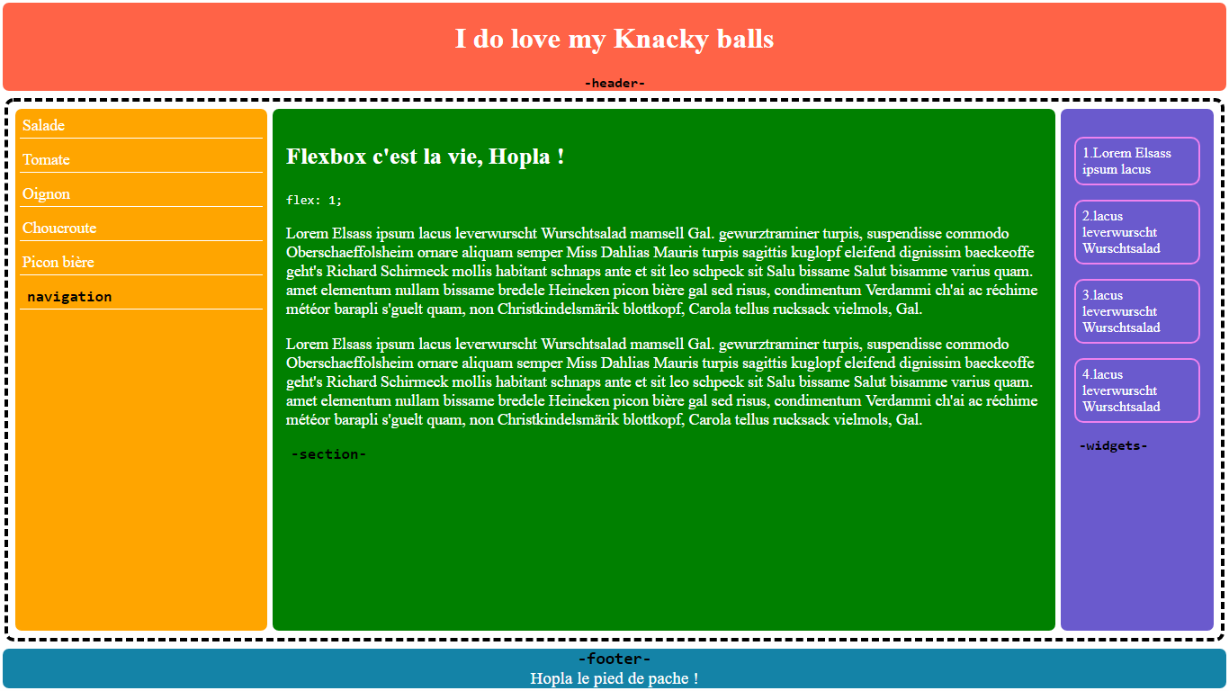 I do love my Knacky balls
-header-
Salade
Tomate
Oignon
Choucroute
Picon bière
navigation
Flexbox c'est la vie, Hopla !
flex: 1;
Lorem Elsass ipsum lacus leverwurscht Wurschtsalad mamsell Gal. gewurztraminer turpis, suspendisse commodo
Oberschaeffolsheim ornare aliquam semper Miss Dahlias Mauris turpis sagittis kuglopf eleifend dignissim baeckeoffe
geht's Richard Schirmeck mollis habitant schnaps ante et sit leo schpeck sit Salu bissame Salut bisamme varius quam.
amet elementum nullam bissame bredele Heineken picon bière gal sed risus, condimentum Verdammi ch'ai ac réchime
météor barapli s'guelt quam, non Christkindelsmärik blottkopf, Carola tellus rucksack vielmols, Gal.
Lorem Elsass ipsum lacus leverwurscht Wurschtsalad mamsell Gal. gewurztraminer turpis, suspendisse commodo
Oberschaeffolsheim ornare aliquam semper Miss Dahlias Mauris turpis sagittis kuglopf eleifend dignissim baeckeoffe
geht's Richard Schirmeck mollis habitant schnaps ante et sit leo schpeck sit Salu bissame Salut bisamme varius quam.
amet elementum nullam bissame bredele Heineken picon bière gal sed risus, condimentum Verdammi ch'ai ac réchime
météor barapli s'guelt quam, non Christkindelsmärik blottkopf, Carola tellus rucksack vielmols, Gal.
-section-
1.Lorem Elsass
ipsum lacus
2.lacus
leverwurscht
Wurschtsalad
3.lacus
leverwurscht
Wurschtsalad
4.lacus
leverwurscht
Wurschtsalad
-widgets-
-footer-
Hopla le pied de pache !